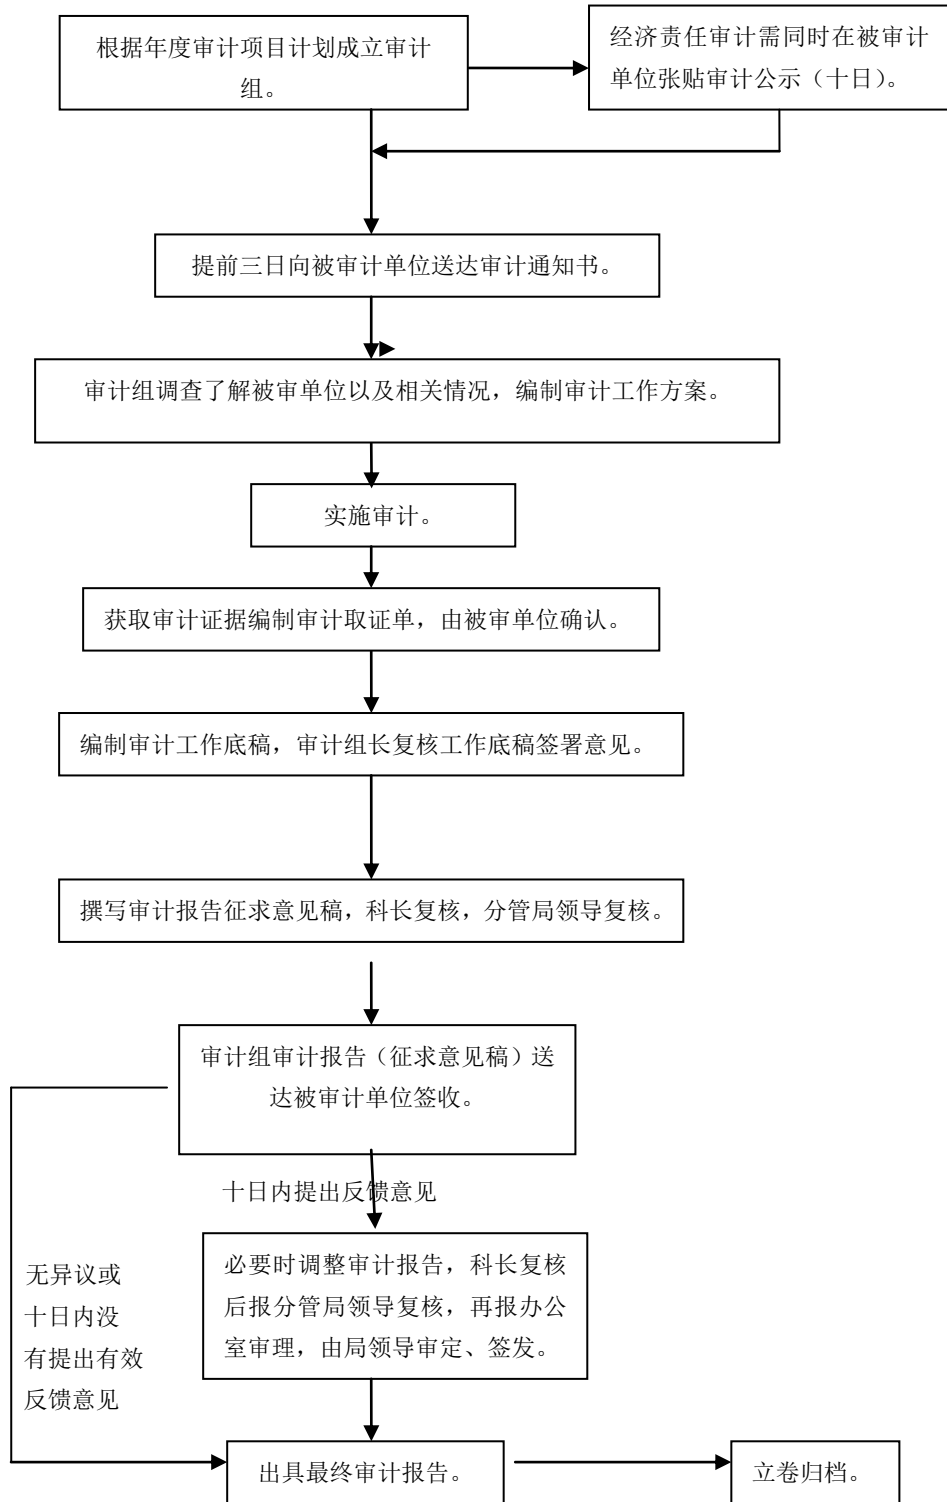 根据年度审计项目计划成立审计
组。
经济责任审计需同时在被审计
单位张贴审计公示（十日）。
提前三日向被审计单位送达审计通知书。
审计组调查了解被审单位以及相关情况，编制审计工作方案。
实施审计。
获取审计证据编制审计取证单，由被审单位确认。
编制审计工作底稿，审计组长复核工作底稿签署意见。
撰写审计报告征求意见稿，科长复核，分管局领导复核。
审计组审计报告（征求意见稿）送
达被审计单位签收。
十日内提出反馈意见
无异议或
十日内没
有提出有效
反馈意见
必要时调整审计报告，科长复核
后报分管局领导复核，再报办公
室审理，由局领导审定、签发。
出具最终审计报告。
立卷归档。